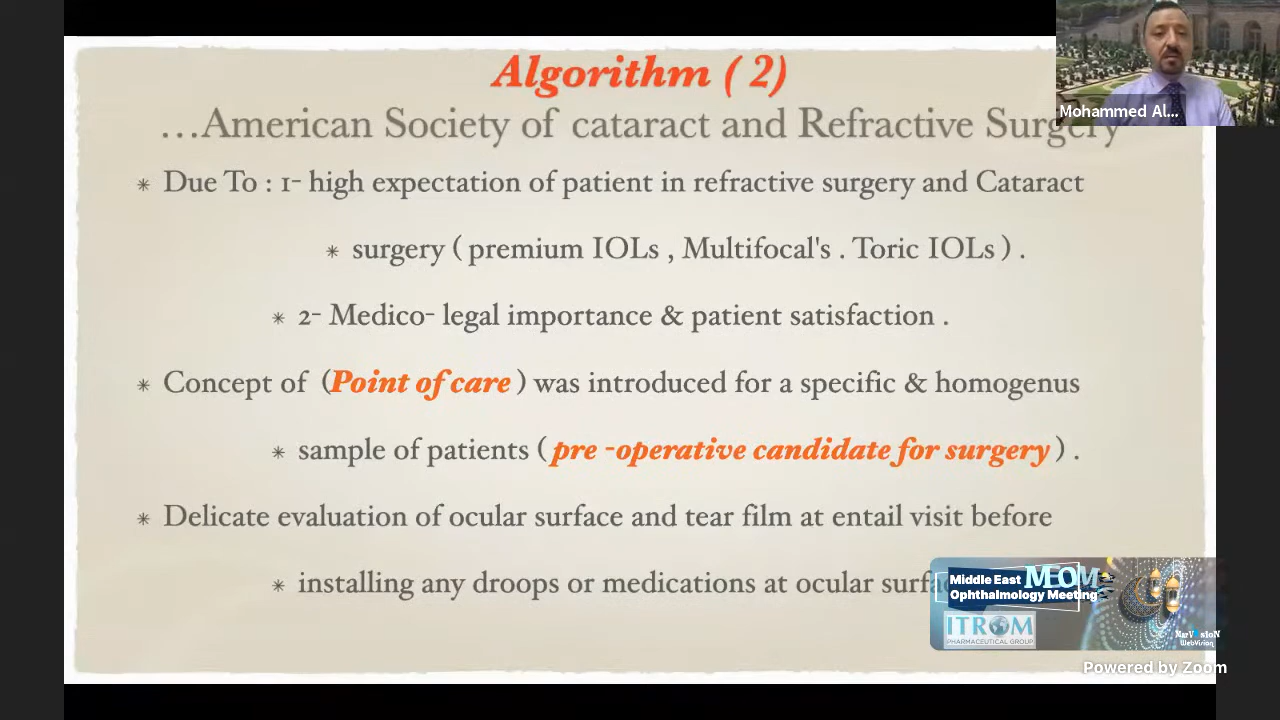 Algorithm ( 2)
...American Society of cataract and Refractive Surgery
Mohammed Al...
* Due To : 1- high expectation of patient in refractive surgery and Cataract
* surgery ( premium IOLs , Multifocal's . Toric IOLs ) .
* 2- Medico- legal importance & patient satisfaction .
* Concept of (Point of care ) was introduced for a specific & homogenus
* sample of patients ( pre -operative candidate for surgery ) .
* Delicate evaluation of ocular surface and tear film at entail visit before
* installing any droops or medications at ocular
Middle East MEOM
Ophthalmology Meeting
ITROM
PHARMACEUTICAL GROUP
WebVision
Powered by Zoom